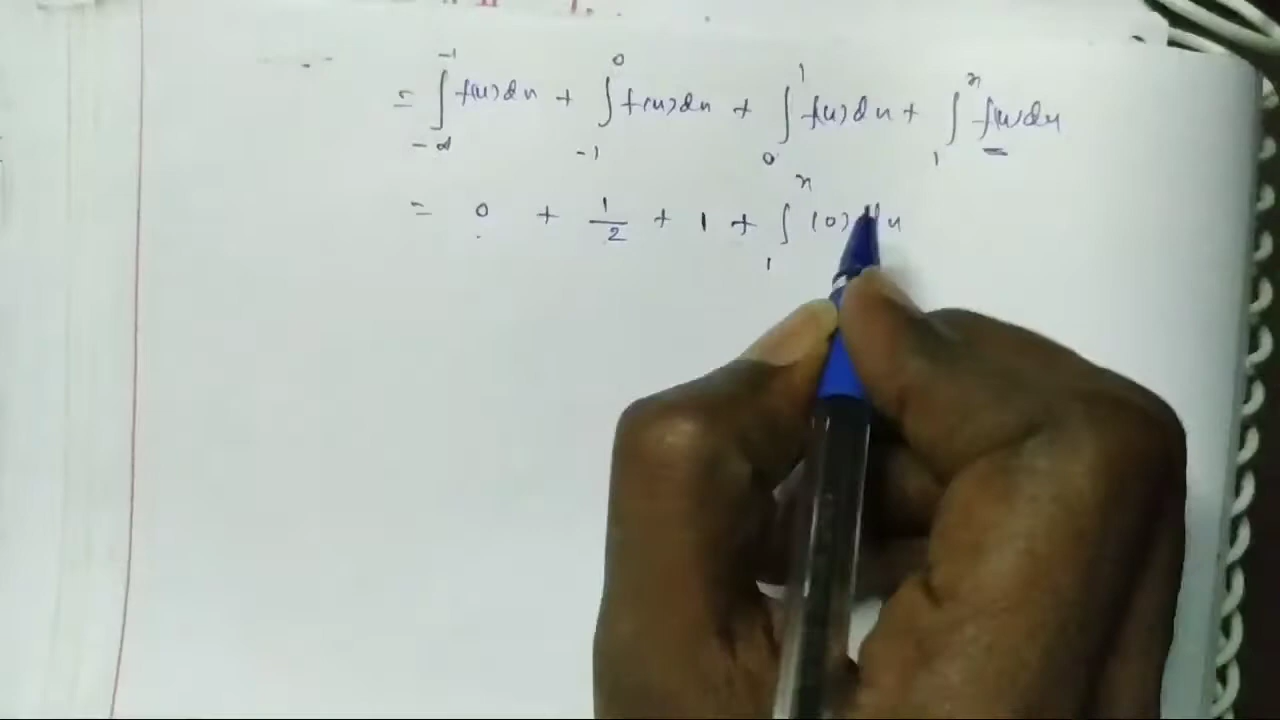 = ∫_{-∞}^{-1} f(x) dx + ∫_{-1}^{0} f(x) dx + ∫_{0}^{1} f(x) dx + ∫_{1}^{x} f(x) dx
= 0 + 1/2 + 1 + ∫_{1}^{x} (0) dx